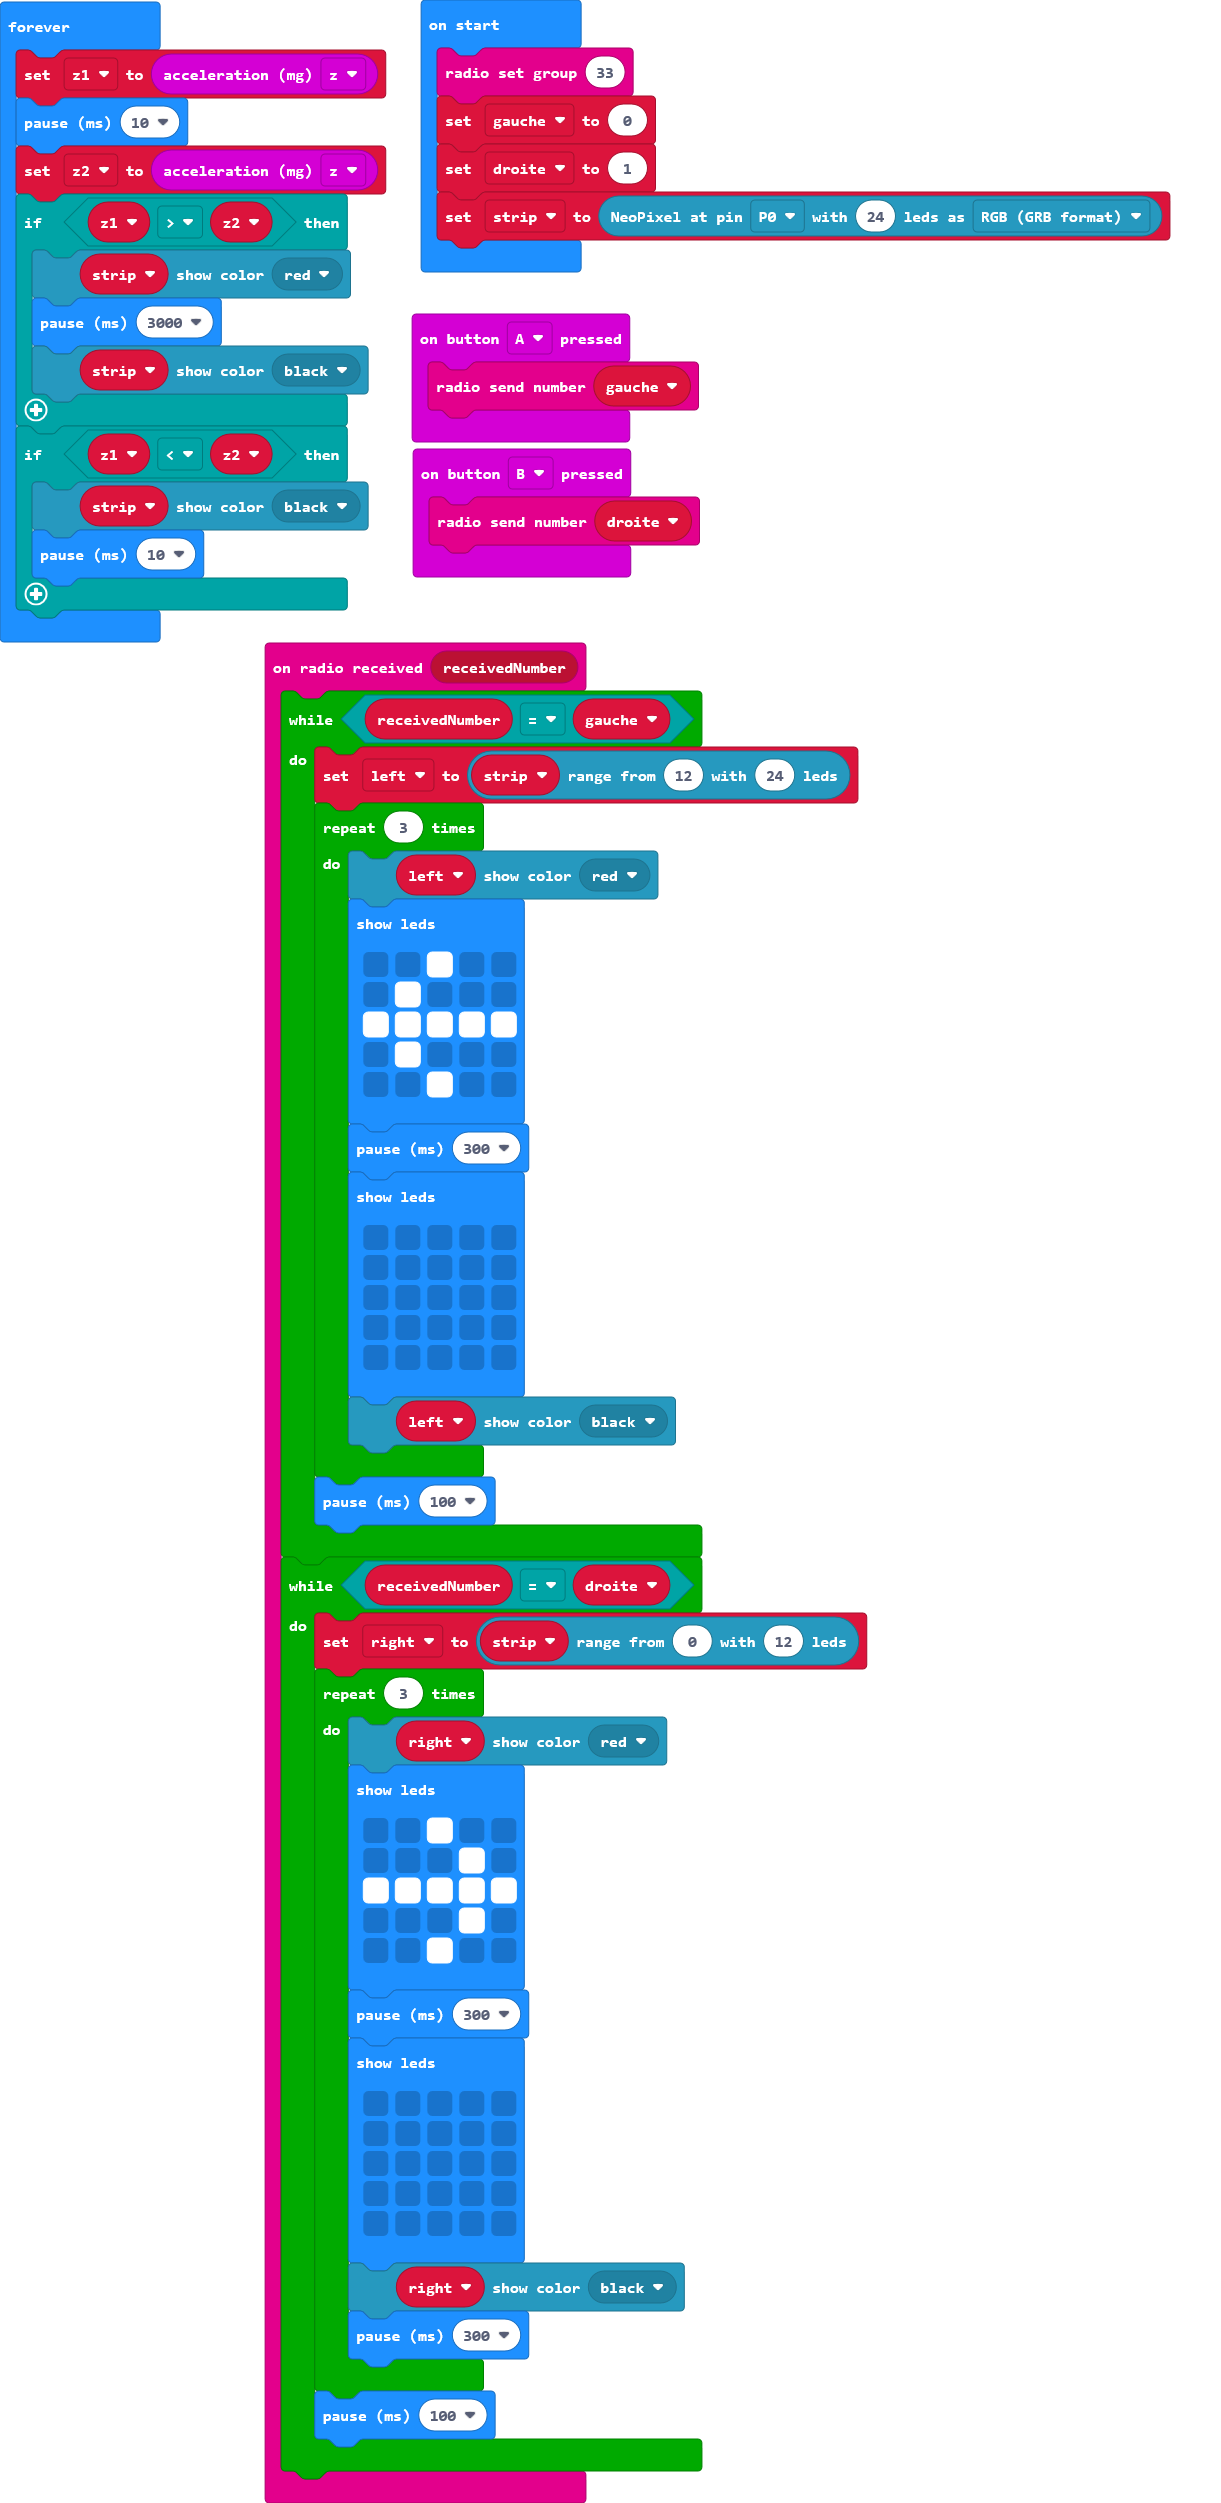 forever
set z1 to acceleration (mg) z
pause (ms) 10
set z2 to acceleration (mg) z
if z1 > z2 then
strip show color red
pause (ms) 3000
strip show color black
if z1 < z2 then
strip show color black
pause (ms) 10
on start
radio set group 33
set gauche to 0
set droite to 1
set strip to NeoPixel at pin P0 with 24 leds as RGB (GRB format)
on button A pressed
radio send number gauche
on button B pressed
radio send number droite
on radio received receivedNumber
while receivedNumber = gauche
do
set left to strip range from 12 with 24 leds
repeat 3 times
do
left show color red
show leds
pause (ms) 300
show leds
left show color black
pause (ms) 100
while receivedNumber = droite
do
set right to strip range from 0 with 12 leds
repeat 3 times
do
right show color red
show leds
pause (ms) 300
show leds
right show color black
pause (ms) 300
pause (ms) 100